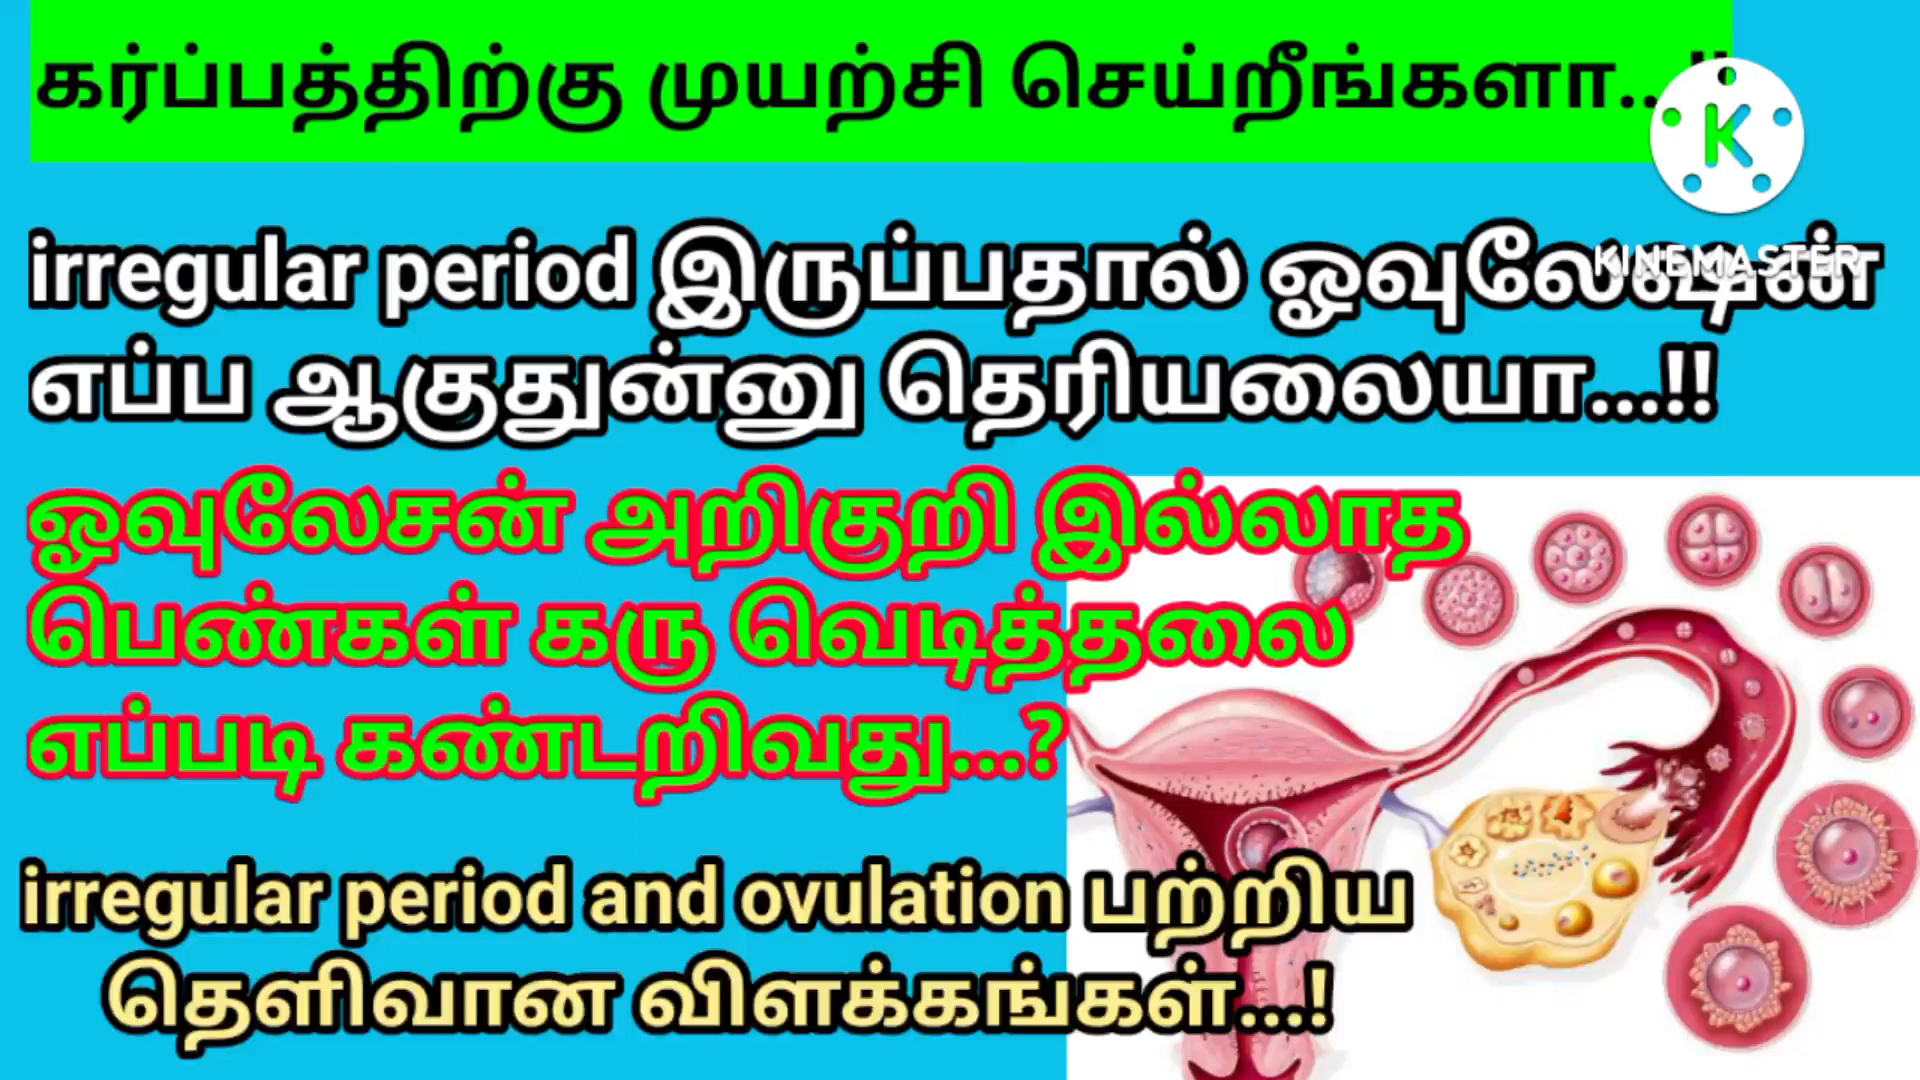 கர்ப்பத்திற்கு முயற்சி செய்றீங்களா...!!
KINEMASTER
irregular period இருப்பதால் ஓவுலேஷன்
எப்ப ஆகுதுன்னு தெரியலையா...!!
ஓவுலேசன் அறிகுறி இல்லாத
பெண்கள் கரு வெடித்தலை
எப்படி கண்டறிவது...?
irregular period and ovulation பற்றிய
தெளிவான விளக்கங்கள்...!